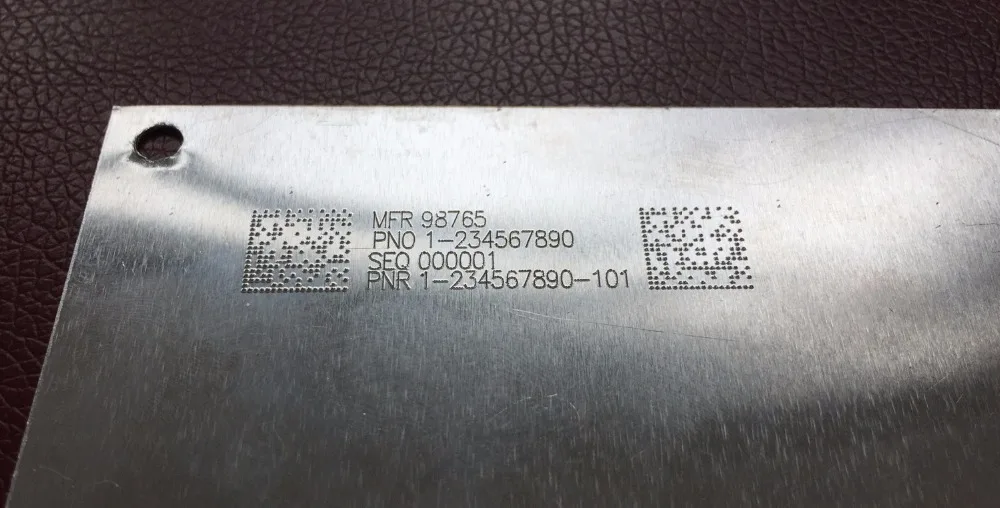 MFR 98765
PNO 1-234567890
SEQ 000001
PNR 1-234567890-101